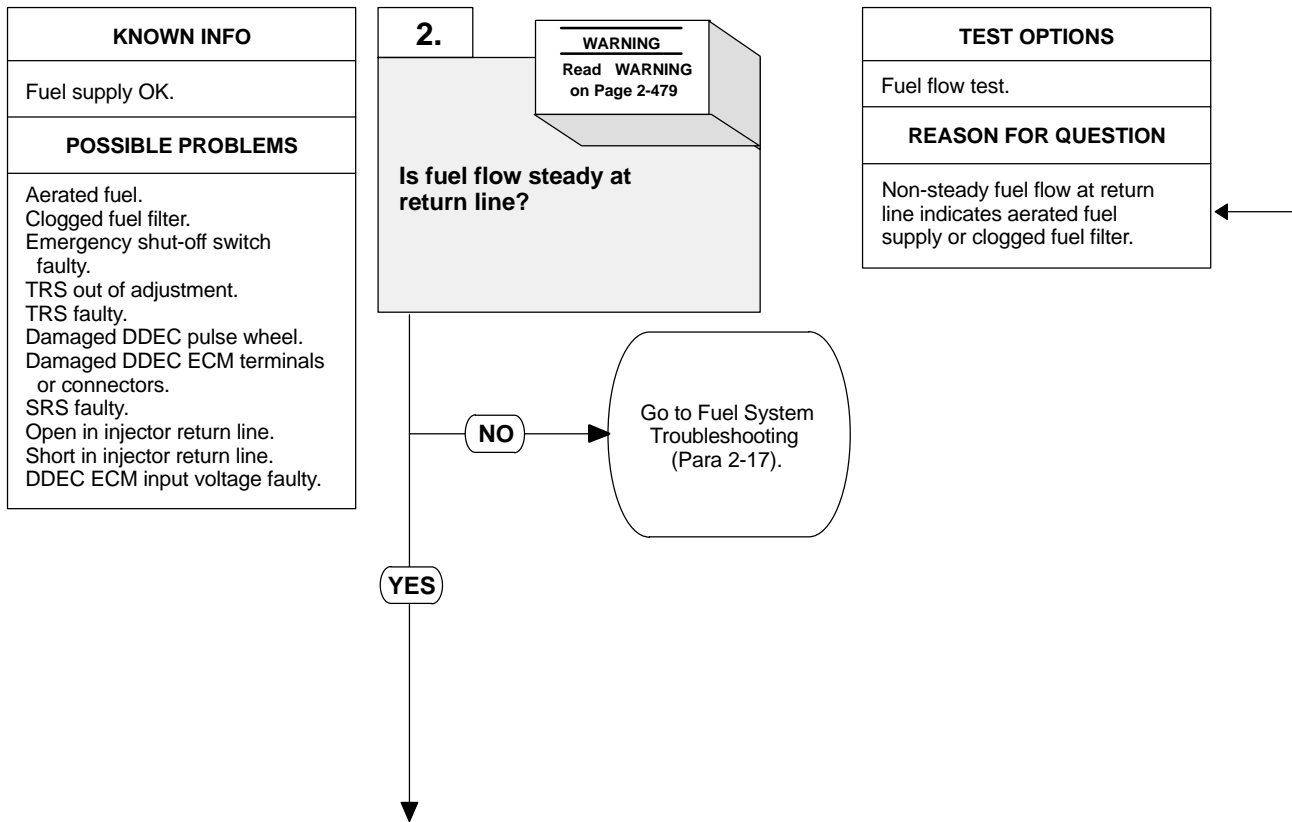 KNOWN INFO
Fuel supply OK.
POSSIBLE PROBLEMS
Aerated fuel.
Clogged fuel filter.
Emergency shut-off switch
faulty.
TRS out of adjustment.
TRS faulty.
Damaged DDEC pulse wheel.
Damaged DDEC ECM terminals
or connectors.
SRS faulty.
Open in injector return line.
Short in injector return line.
DDEC ECM input voltage faulty.
2.
WARNING
Read WARNING
on Page 2-479
Is fuel flow steady at
return line?
NO
Go to Fuel System
Troubleshooting
(Para 2-17).
YES
TEST OPTIONS
Fuel flow test.
REASON FOR QUESTION
Non-steady fuel flow at return
line indicates aerated fuel
supply or clogged fuel filter.